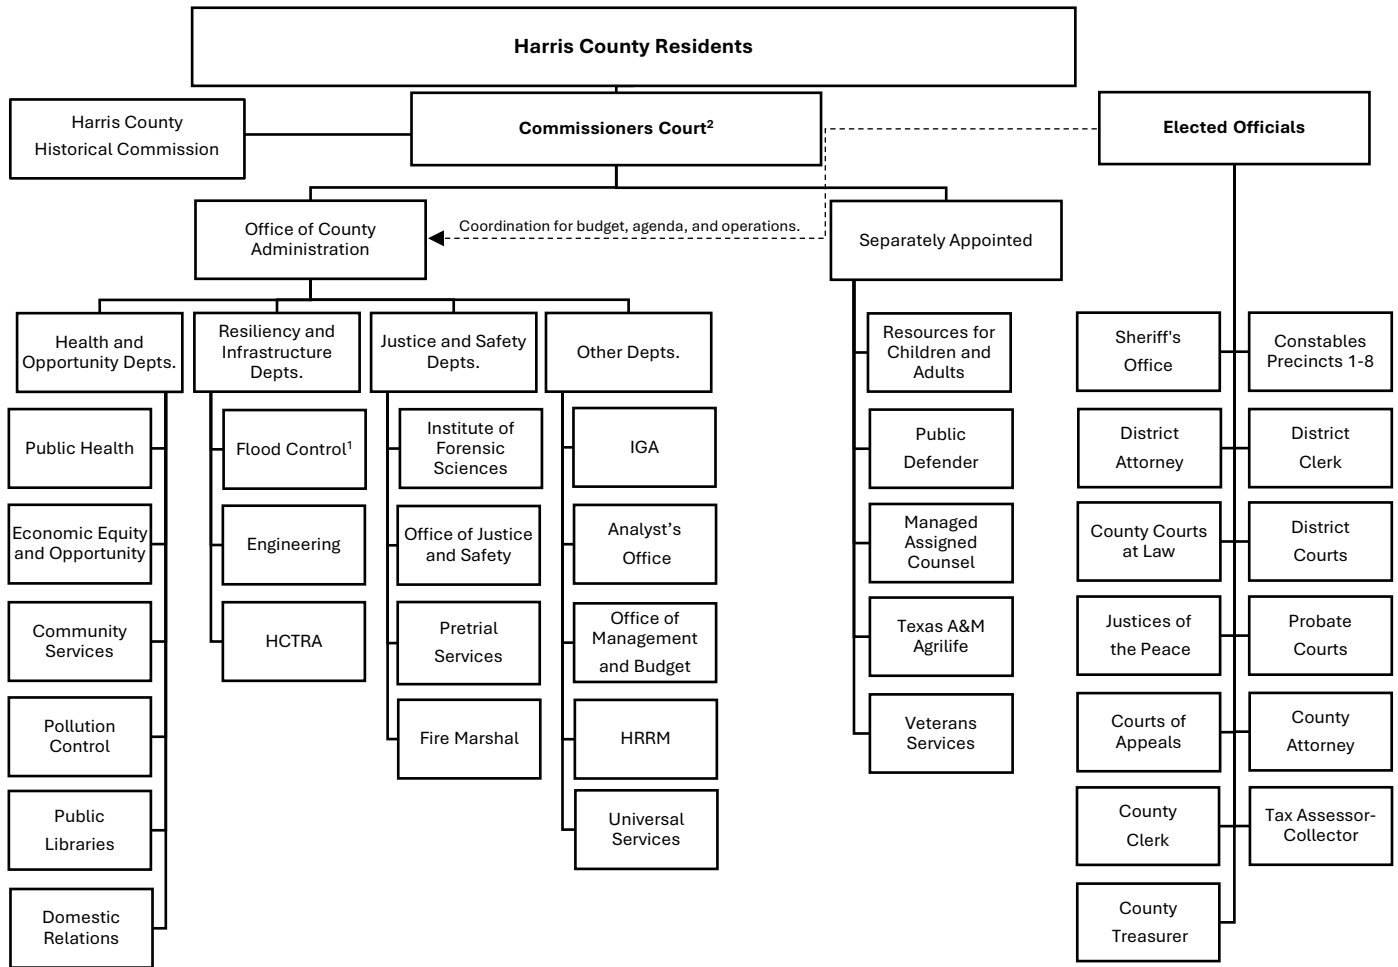 Harris County Residents
Harris County
Historical Commission
Commissioners Court²
Elected Officials
Office of County
Administration
Coordination for budget, agenda, and operations.
Separately Appointed
Health and
Opportunity Depts.
Resiliency and
Infrastructure
Depts.
Justice and Safety
Depts.
Other Depts.
Public Health
Economic Equity
and Opportunity
Community
Services
Pollution
Control
Public
Libraries
Domestic
Relations
Flood Control¹
Engineering
HCTRA
Institute of
Forensic
Sciences
Office of Justice
and Safety
Pretrial
Services
Fire Marshal
IGA
Analyst’s
Office
Office of
Management
and Budget
HRRM
Universal
Services
Resources for
Children and
Adults
Public
Defender
Managed
Assigned
Counsel
Texas A&M
Agrilife
Veterans
Services
Sheriff's
Office
Constables
Precincts 1-8
District
Attorney
District
Clerk
County Courts
at Law
District
Courts
Justices of
the Peace
Probate
Courts
Courts of
Appeals
County
Attorney
County
Clerk
Tax Assessor-
Collector
County
Treasurer